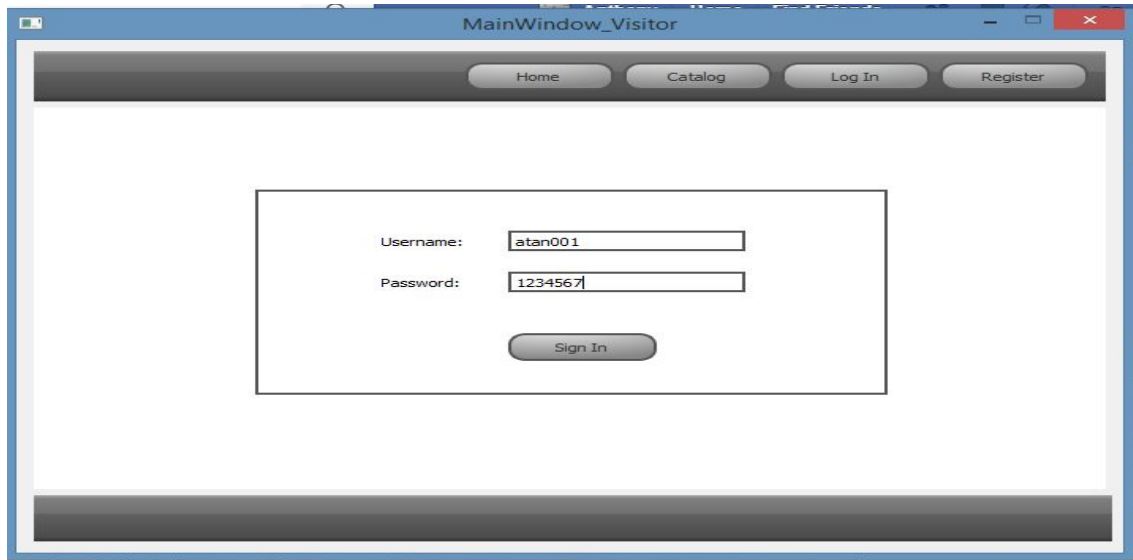 MainWindow_Visitor
Home Catalog Log In Register
Username: atan001
Password: 1234567
Sign In